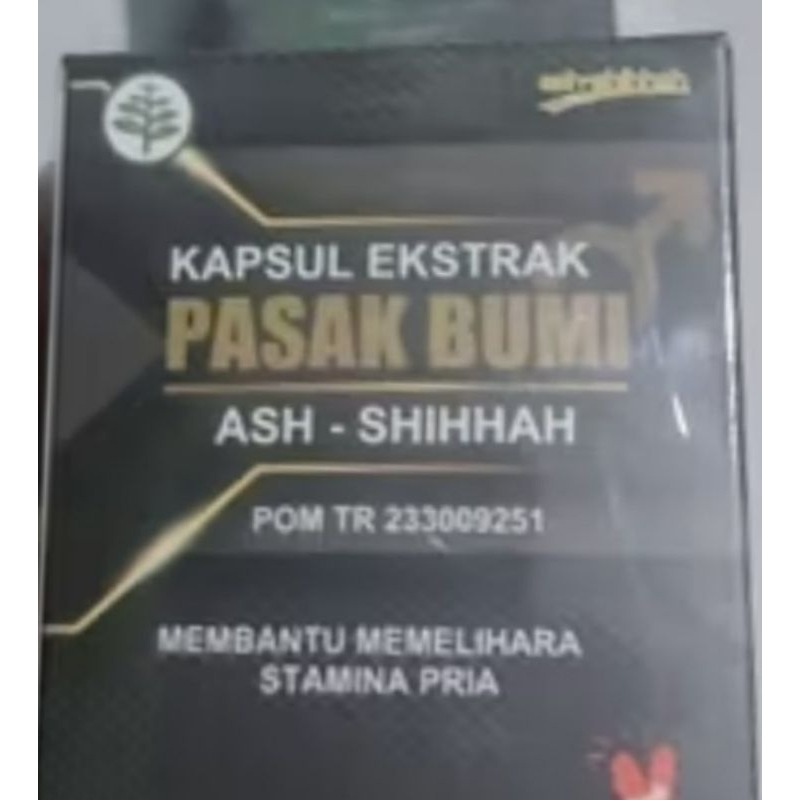 KAPSUL EKSTRAK
PASAK BUMI
ASH - SHIHHAH
POM TR 233009251
MEMBANTU MEMELIHARA
STAMINA PRIA